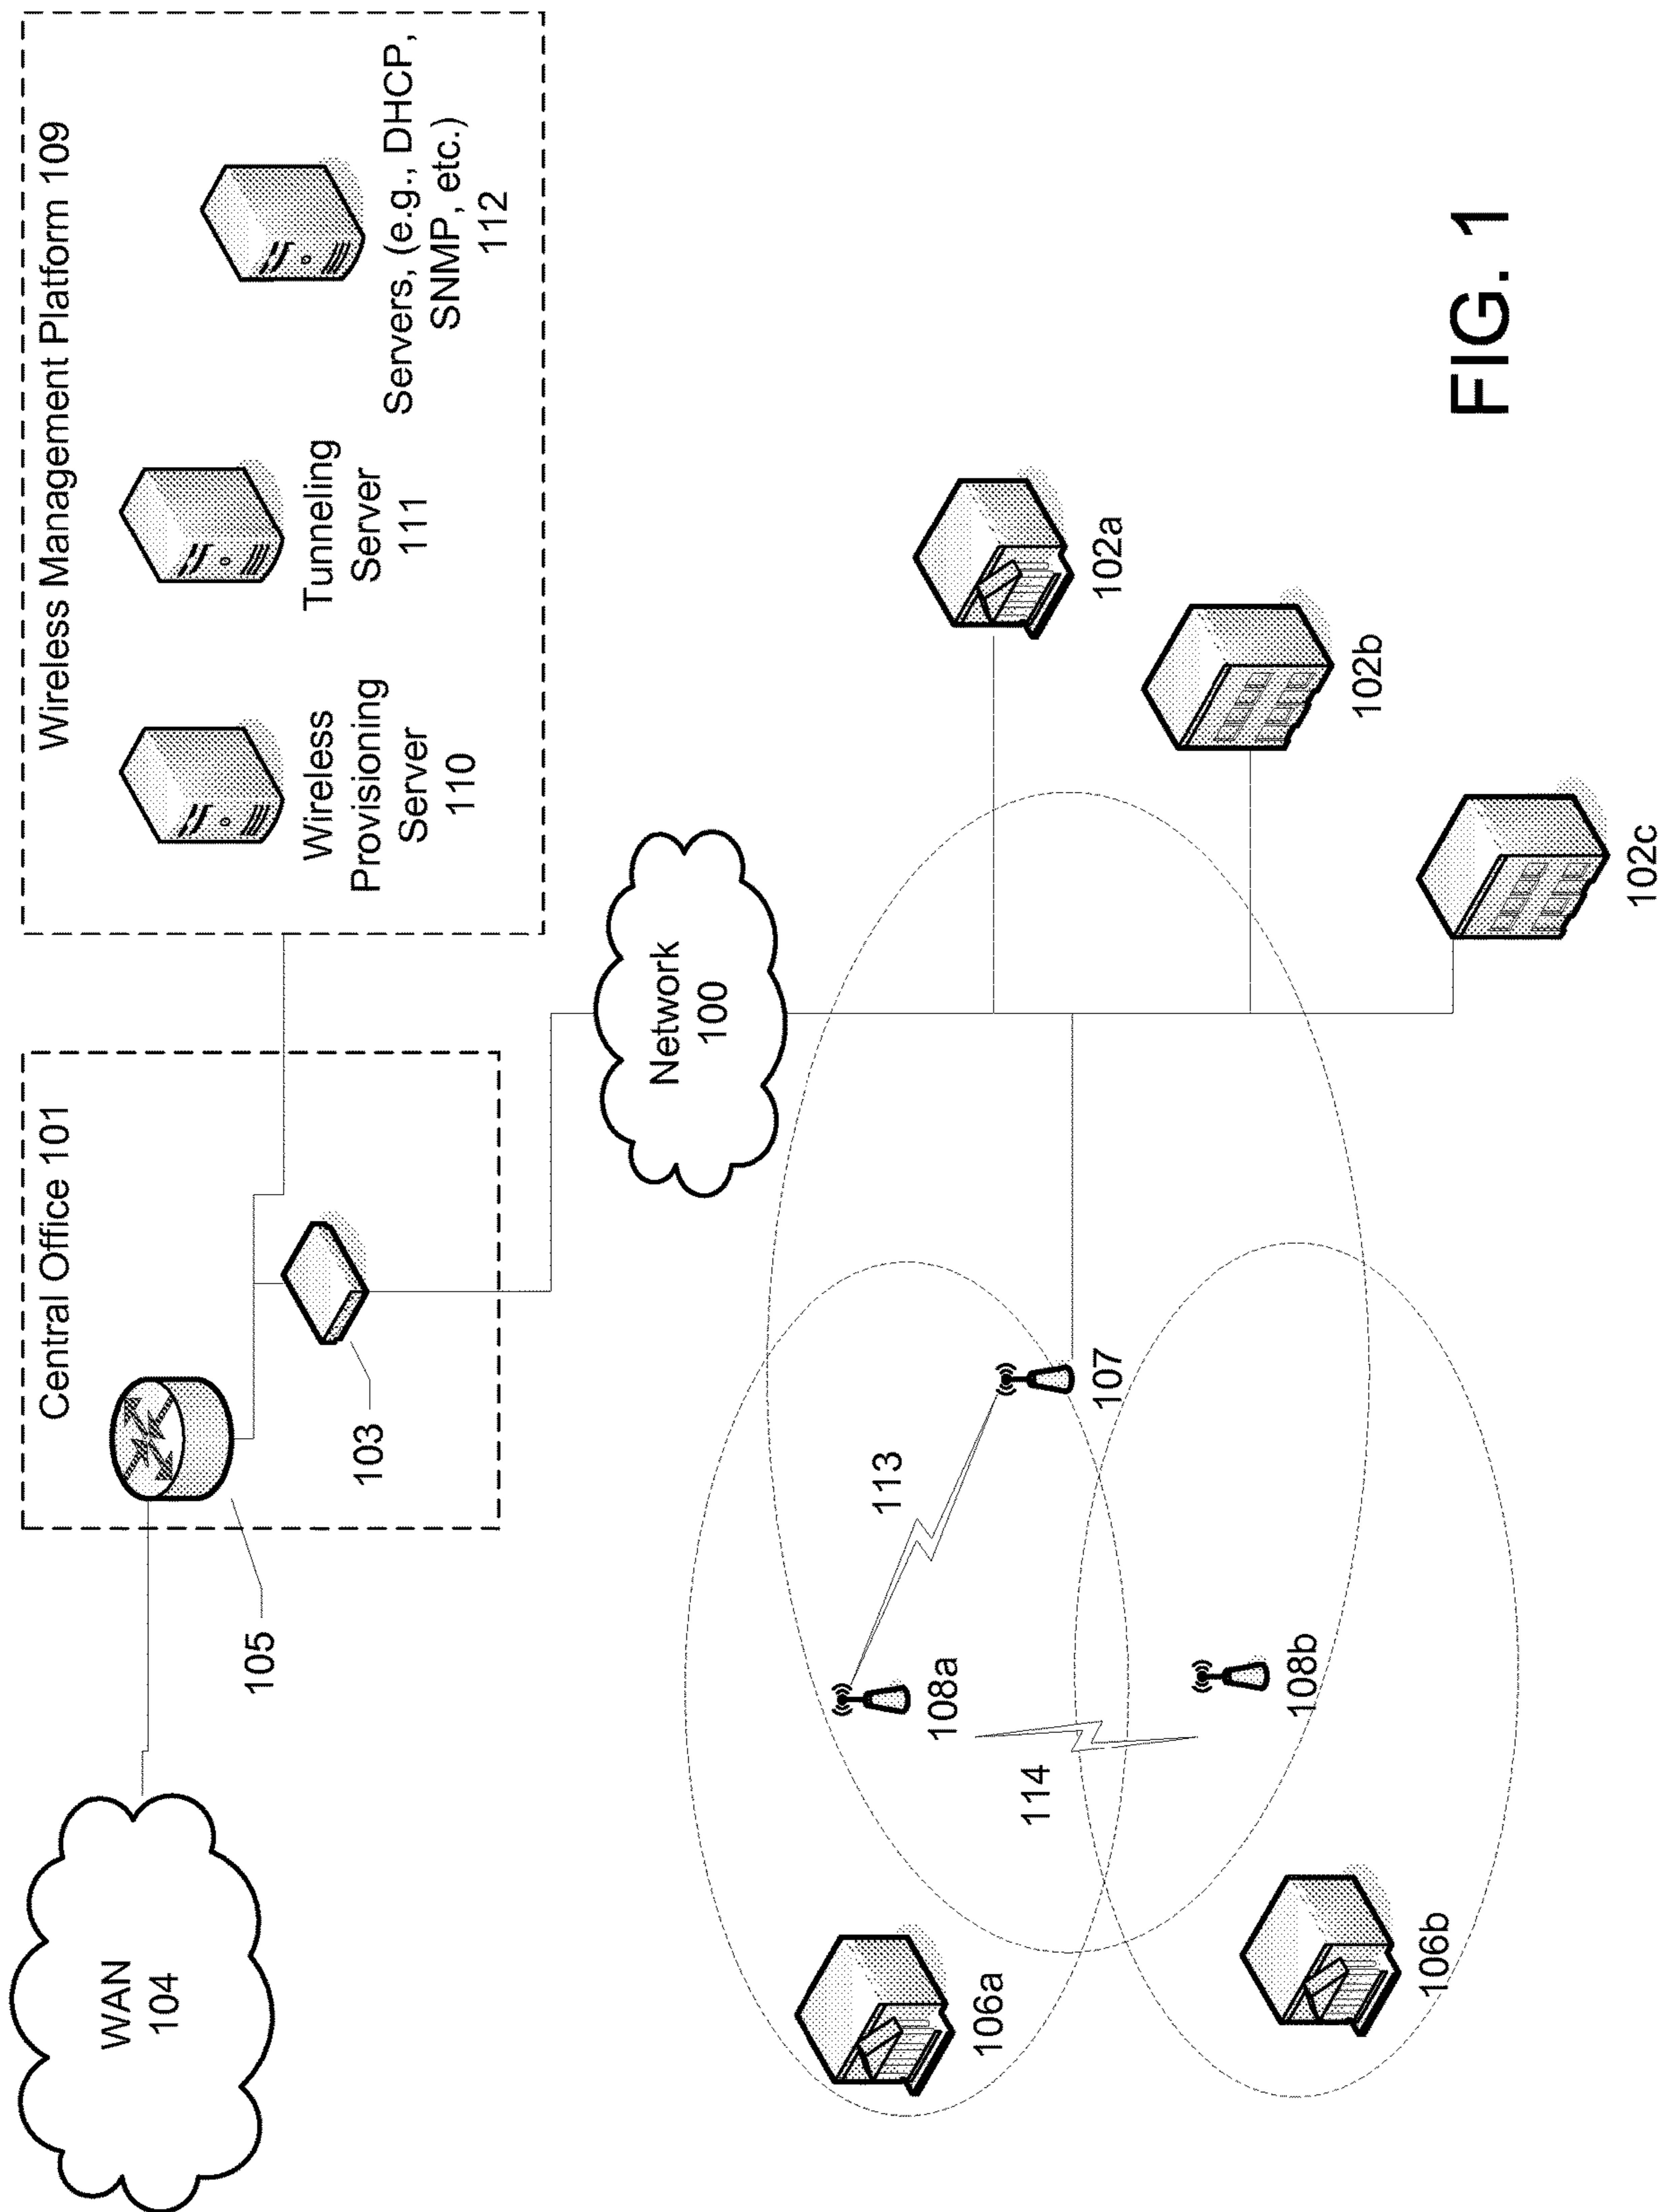 WAN
104
Central Office 101
105
103
Wireless Management Platform 109
Wireless
Provisioning
Server
110
Tunneling
Server
111
Servers, (e.g., DHCP,
SNMP, etc.)
112
Network
100
108a
113
107
114
108b
106a
106b
102a
102b
102c
FIG. 1